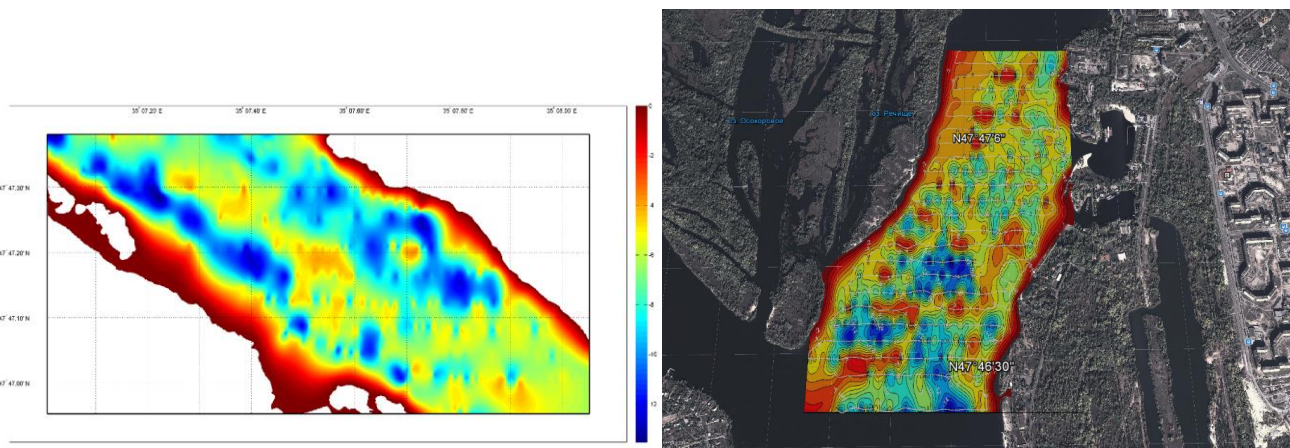 35° 07.20 E
35° 07.40 E
35° 07.60 E
35° 07.80 E
35° 08.00 E
0
-2
-4
-6
-8
-10
47° 47.30' N
47° 47.20' N
47° 47.10' N
47° 47.00' N
оз. Осокоровое
оз. Речище
N47°47'6"
N47°46'30"